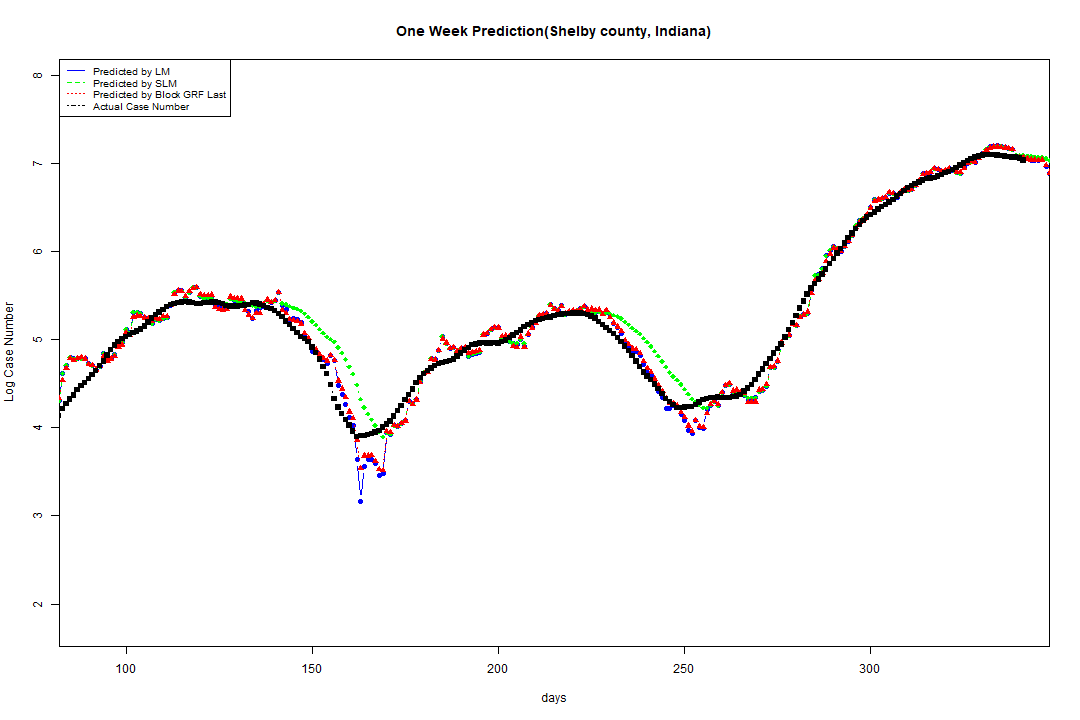 One Week Prediction(Shelby county, Indiana)
Predicted by LM
Predicted by SLM
Predicted by Block GRF Last
Actual Case Number
8
7
6
5
4
3
2
Log Case Number
100 150 200 250 300
days